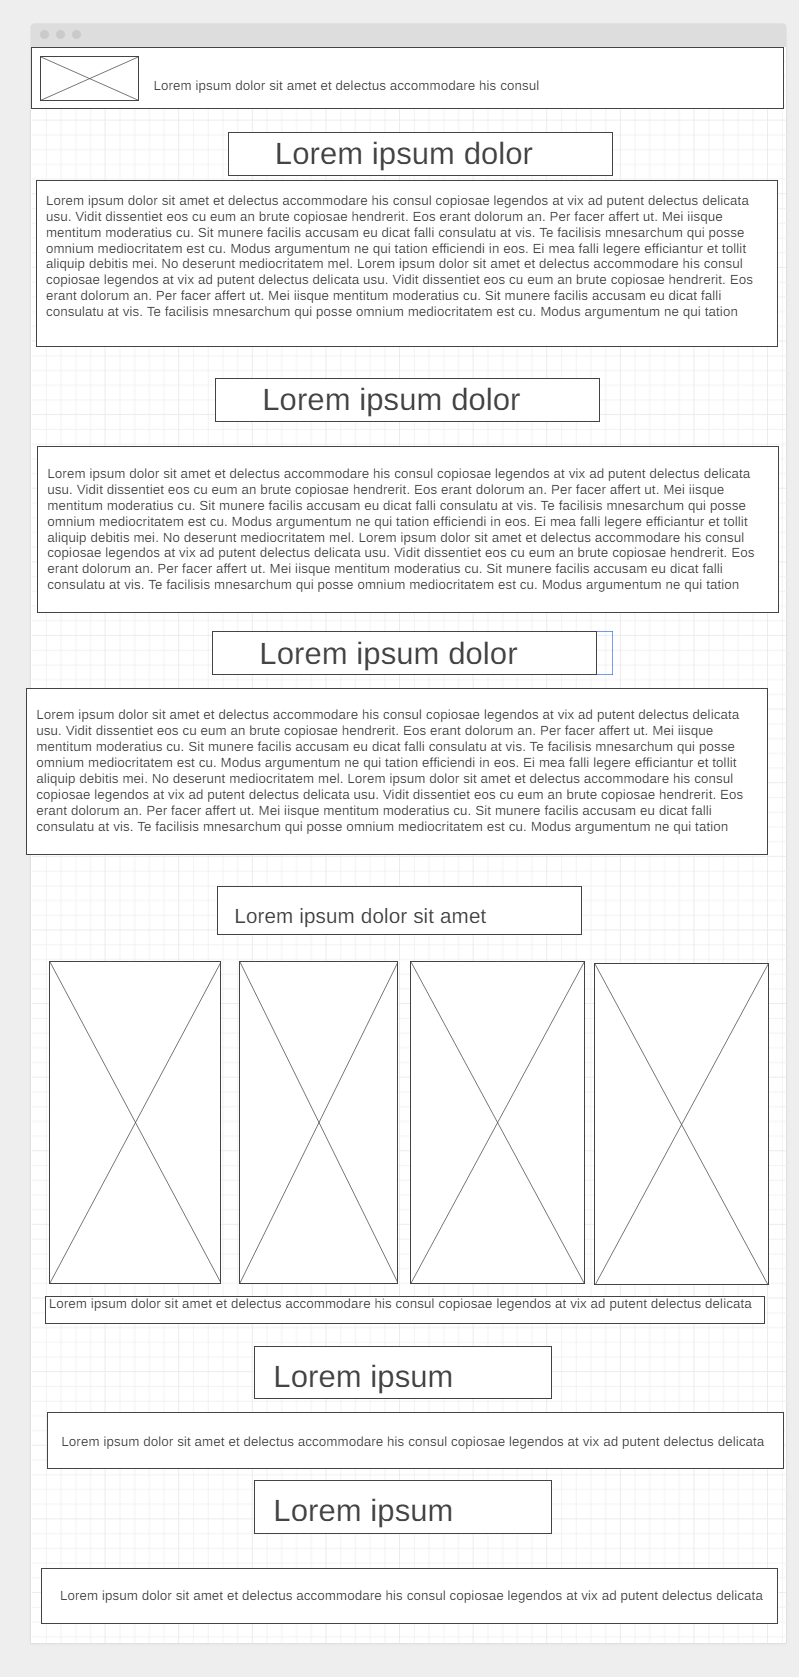 Lorem ipsum dolor sit amet et delectus accommodare his consul
Lorem ipsum dolor
Lorem ipsum dolor sit amet et delectus accommodare his consul copiosae legendos at vix ad putent delectus delicata
usu. Vidit dissentiet eos cu eum an brute copiosae hendrerit. Eos erant dolorum an. Per facer affert ut. Mei iisque
mentitum moderatius cu. Sit munere facilis accusam eu dicat falli consulatu at vis. Te facilisis mnesarchum qui posse
omnium mediocritatem est cu. Modus argumentum ne qui tation efficiendi in eos. Ei mea falli legere efficiantur et tollit
aliquip debitis mei. No deserunt mediocritatem mel. Lorem ipsum dolor sit amet et delectus accommodare his consul
copiosae legendos at vix ad putent delectus delicata usu. Vidit dissentiet eos cu eum an brute copiosae hendrerit. Eos
erant dolorum an. Per facer affert ut. Mei iisque mentitum moderatius cu. Sit munere facilis accusam eu dicat falli
consulatu at vis. Te facilisis mnesarchum qui posse omnium mediocritatem est cu. Modus argumentum ne qui tation
Lorem ipsum dolor
Lorem ipsum dolor sit amet et delectus accommodare his consul copiosae legendos at vix ad putent delectus delicata
usu. Vidit dissentiet eos cu eum an brute copiosae hendrerit. Eos erant dolorum an. Per facer affert ut. Mei iisque
mentitum moderatius cu. Sit munere facilis accusam eu dicat falli consulatu at vis. Te facilisis mnesarchum qui posse
omnium mediocritatem est cu. Modus argumentum ne qui tation efficiendi in eos. Ei mea falli legere efficiantur et tollit
aliquip debitis mei. No deserunt mediocritatem mel. Lorem ipsum dolor sit amet et delectus accommodare his consul
copiosae legendos at vix ad putent delectus delicata usu. Vidit dissentiet eos cu eum an brute copiosae hendrerit. Eos
erant dolorum an. Per facer affert ut. Mei iisque mentitum moderatius cu. Sit munere facilis accusam eu dicat falli
consulatu at vis. Te facilisis mnesarchum qui posse omnium mediocritatem est cu. Modus argumentum ne qui tation
Lorem ipsum dolor
Lorem ipsum dolor sit amet et delectus accommodare his consul copiosae legendos at vix ad putent delectus delicata
usu. Vidit dissentiet eos cu eum an brute copiosae hendrerit. Eos erant dolorum an. Per facer affert ut. Mei iisque
mentitum moderatius cu. Sit munere facilis accusam eu dicat falli consulatu at vis. Te facilisis mnesarchum qui posse
omnium mediocritatem est cu. Modus argumentum ne qui tation efficiendi in eos. Ei mea falli legere efficiantur et tollit
aliquip debitis mei. No deserunt mediocritatem mel. Lorem ipsum dolor sit amet et delectus accommodare his consul
copiosae legendos at vix ad putent delectus delicata usu. Vidit dissentiet eos cu eum an brute copiosae hendrerit. Eos
erant dolorum an. Per facer affert ut. Mei iisque mentitum moderatius cu. Sit munere facilis accusam eu dicat falli
consulatu at vis. Te facilisis mnesarchum qui posse omnium mediocritatem est cu. Modus argumentum ne qui tation
Lorem ipsum dolor sit amet
Lorem ipsum dolor sit amet et delectus accommodare his consul copiosae legendos at vix ad putent delectus delicata
Lorem ipsum
Lorem ipsum dolor sit amet et delectus accommodare his consul copiosae legendos at vix ad putent delectus delicata
Lorem ipsum
Lorem ipsum dolor sit amet et delectus accommodare his consul copiosae legendos at vix ad putent delectus delicata